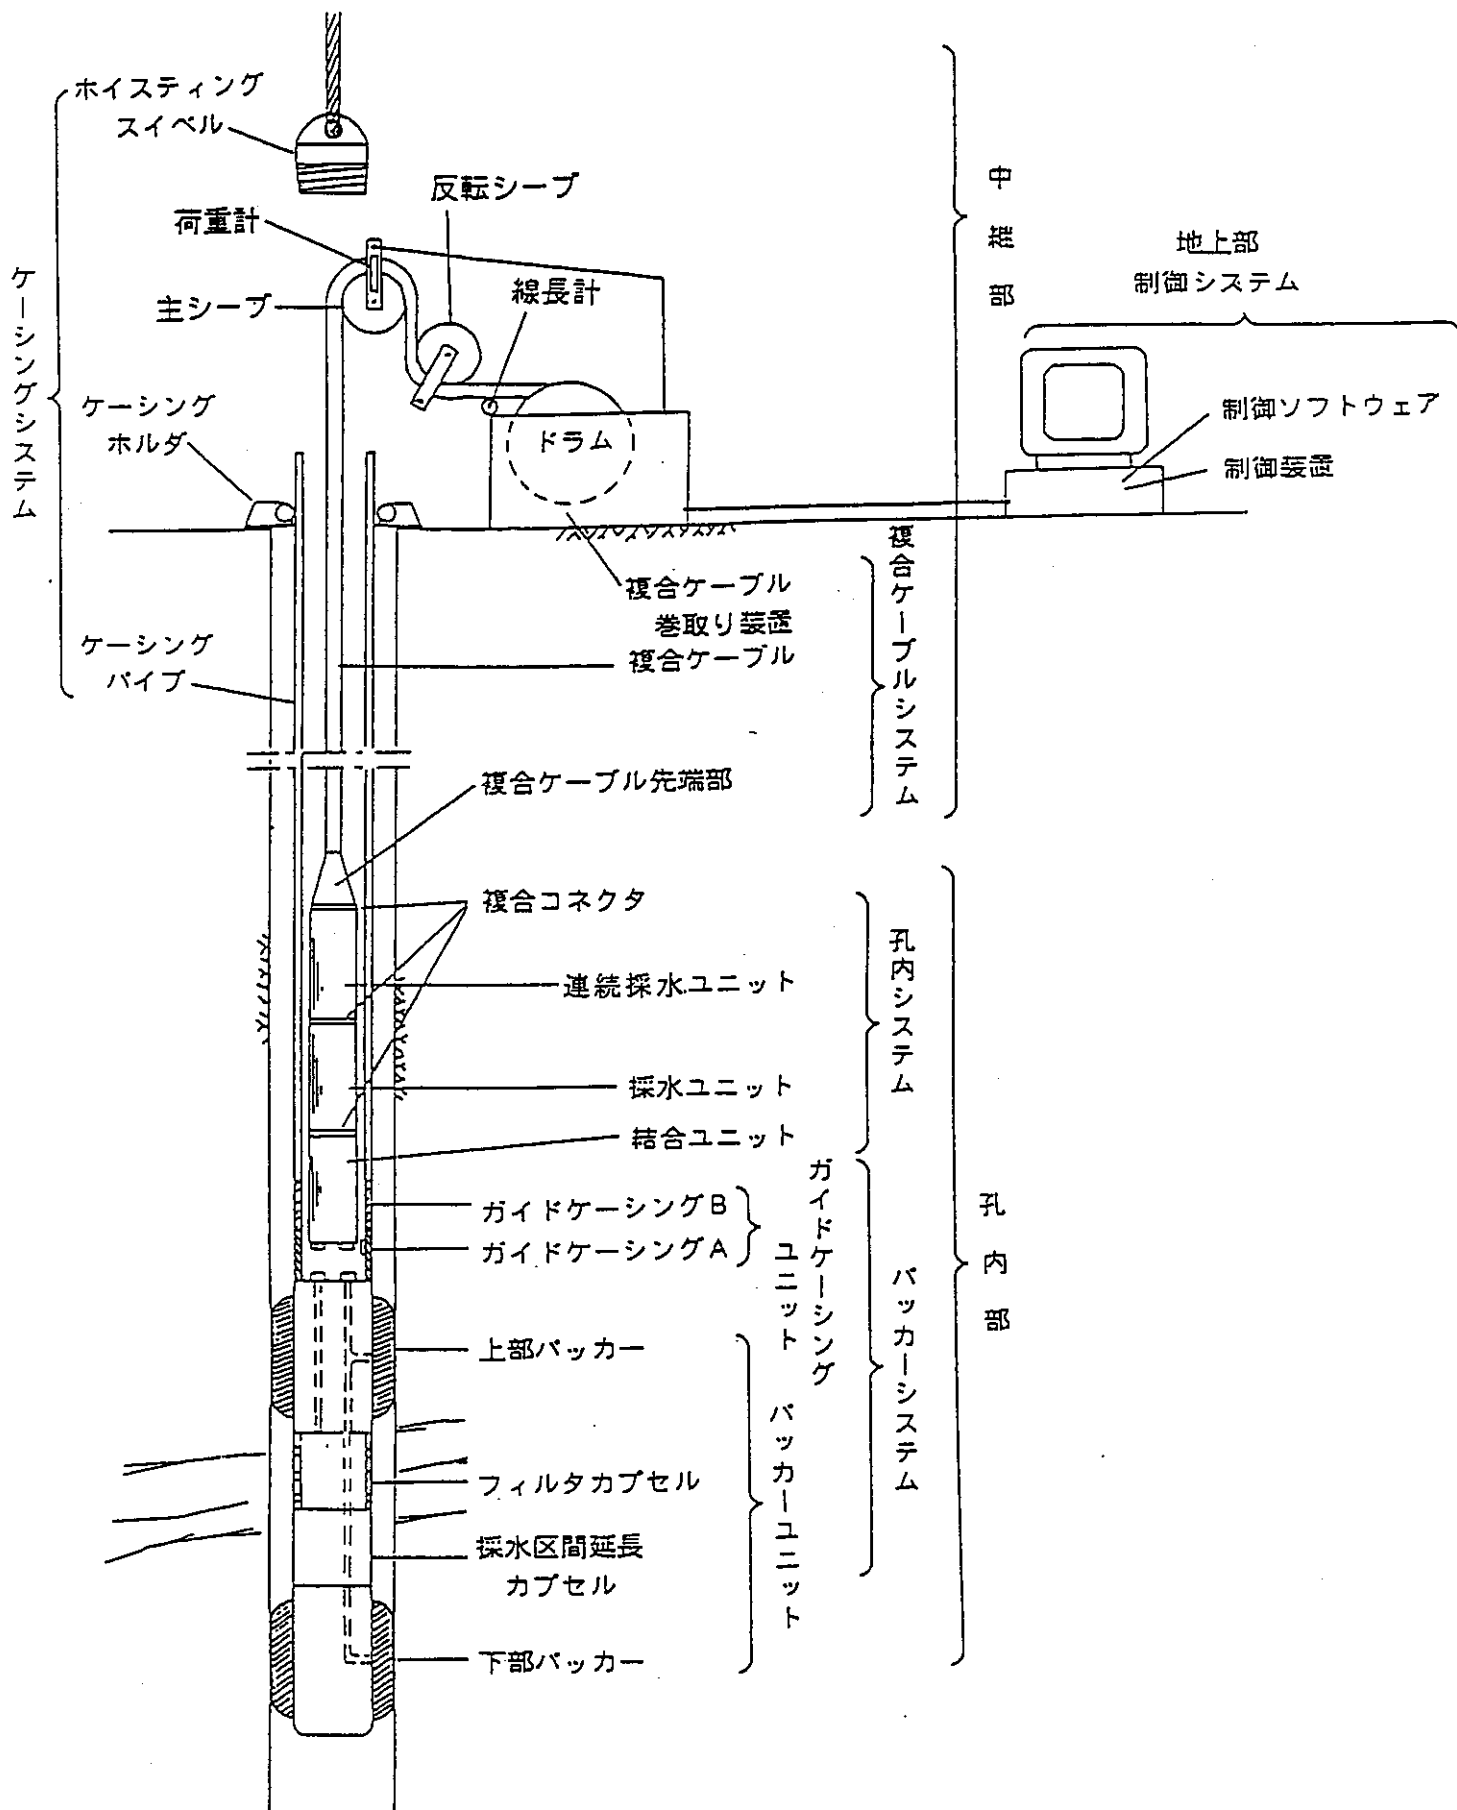 ホイスティング
スイベル
反転シーブ
荷重計
線長計
主シーブ
ケーシングシステム
ケーシング
ホルダ
ドラム
中継部
地上部
制御システム
制御ソフトウェア
制御装置
複合ケーブル
巻取り装置
複合ケーブル
複合ケーブルシステム
ケーシング
パイプ
複合ケーブル先端部
複合コネクタ
連続採水ユニット
採水ユニット
結合ユニット
孔内システム
ガイドケーシングB
ガイドケーシングA
ガイドケーシング
ユニット
上部パッカー
フィルタカプセル
採水区間延長
カプセル
下部パッカー
パッカーユニット
パッカーシステム
孔内部